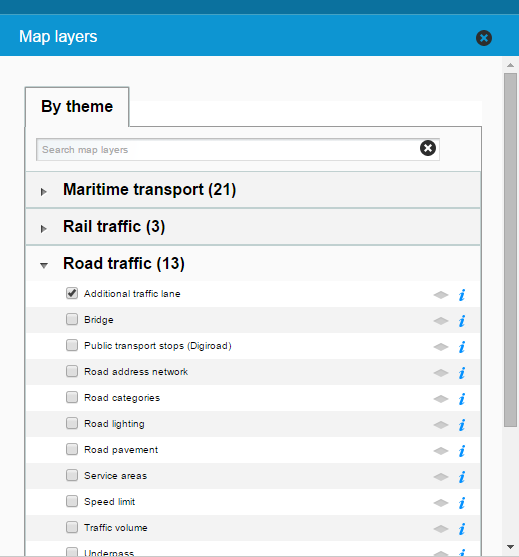 Map layers
By theme
Search map layers
Maritime transport (21)
Rail traffic (3)
Road traffic (13)
Additional traffic lane
Bridge
Public transport stops (Digiroad)
Road address network
Road categories
Road lighting
Road pavement
Service areas
Speed limit
Traffic volume
Underpass